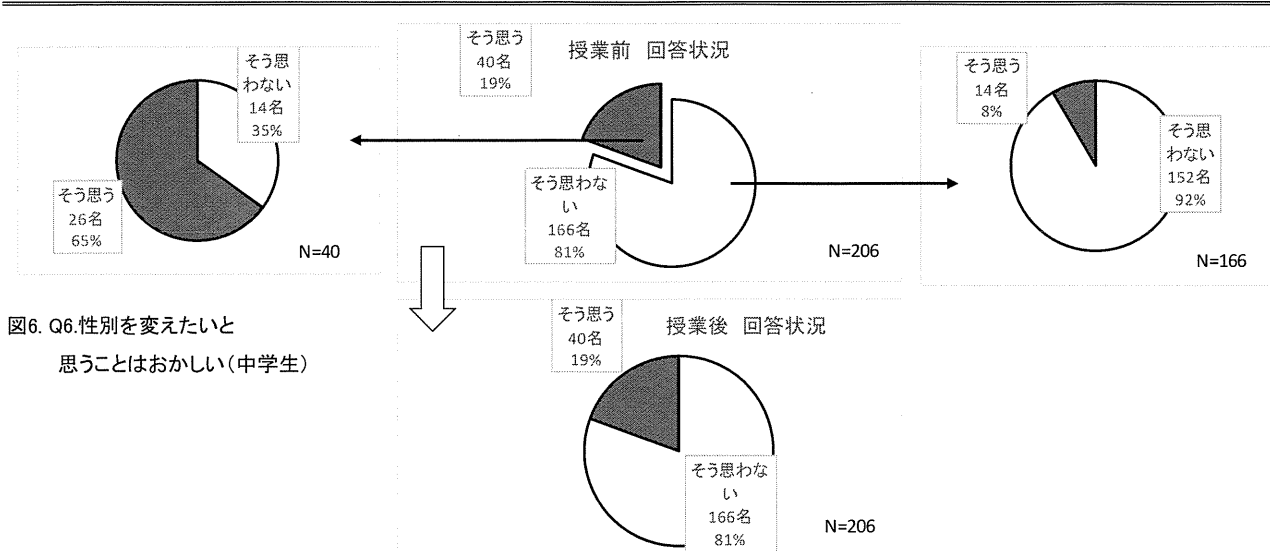 そう思
わない
14名
35%
そう思う
26名
65%
N=40
授業前 回答状況
そう思う
40名
19%
そう思わな
い
166名
81%
N=206
そう思う
14名
8%
そう思
わない
152名
92%
N=166
図6. Q6.性別を変えたいと
思うことはおかしい(中学生)
授業後 回答状況
そう思う
40名
19%
そう思わな
い
166名
81%
N=206